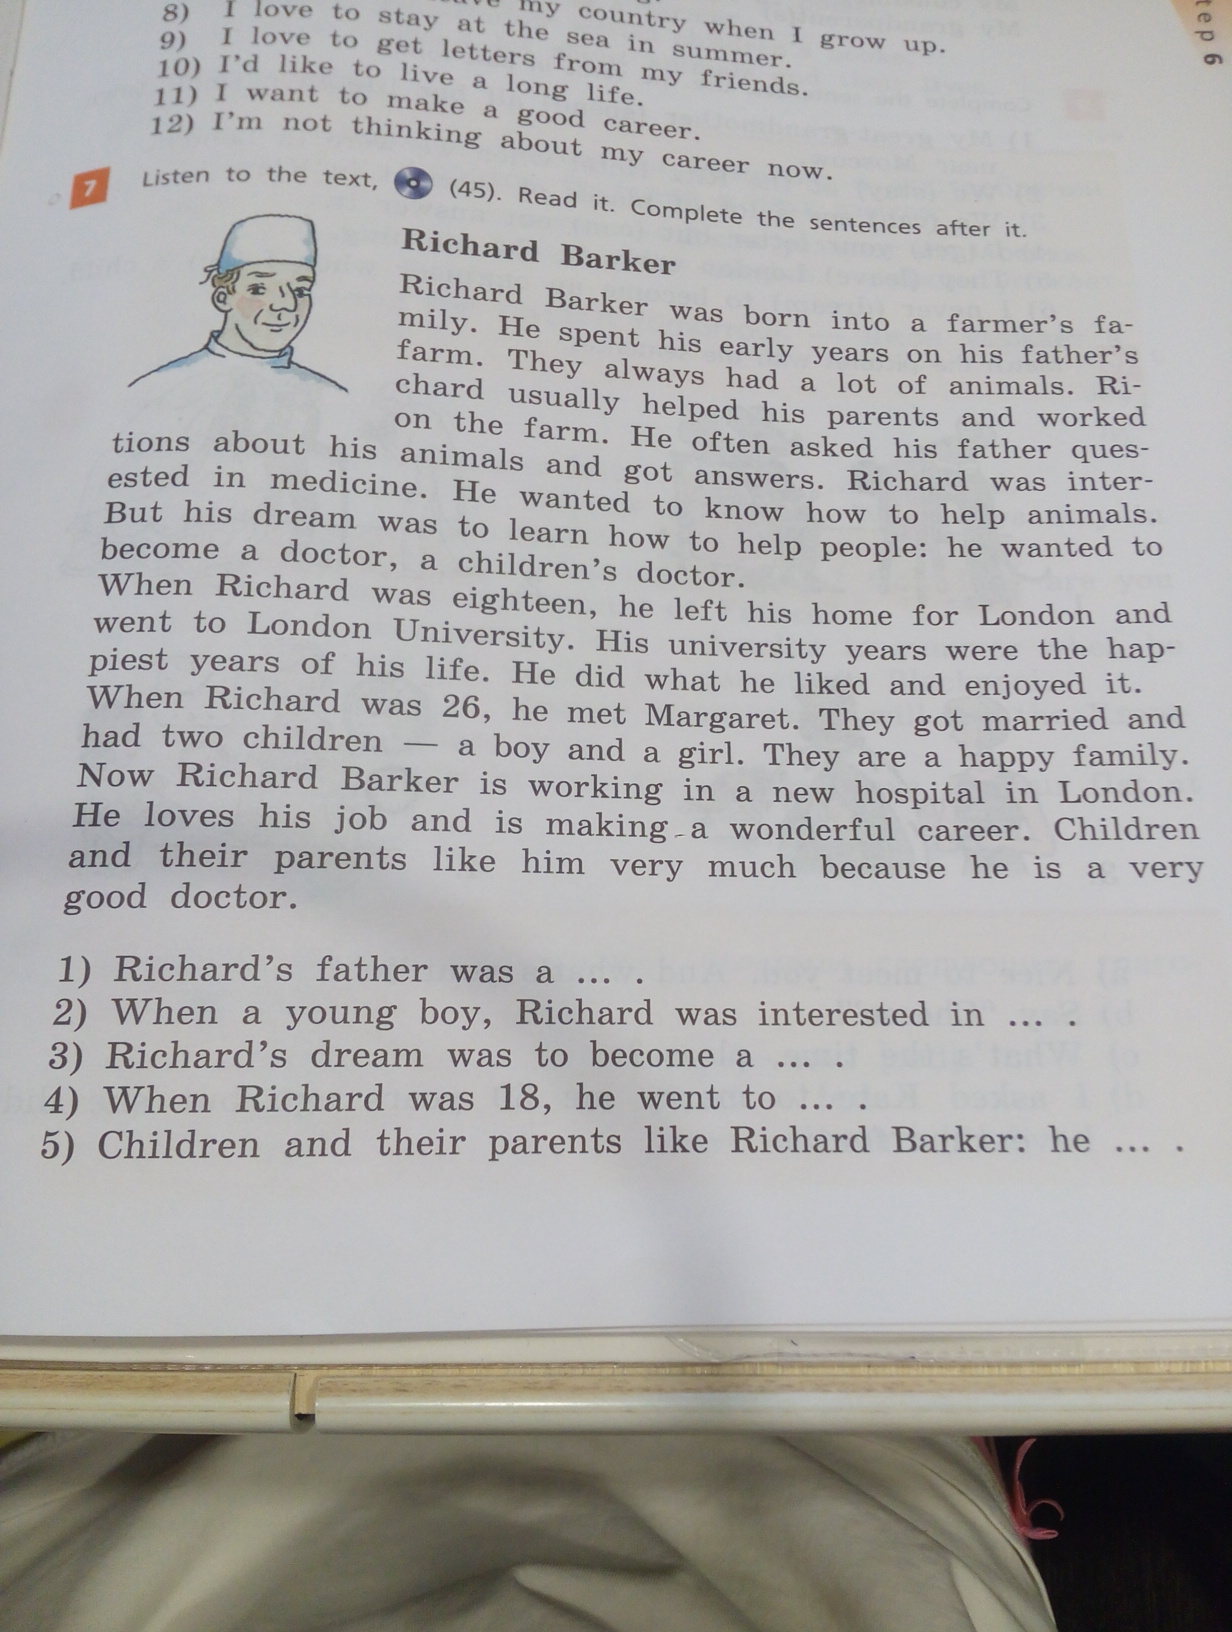 my country when I grow up.
8) I love to stay at the sea in summer.
9) I love to get letters from my friends.
10) I'd like to live a long life.
11) I want to make a good career.
12) I'm not thinking about my career now.
tep 6
7 Listen to the text, (45). Read it. Complete the sentences after it.
Richard Barker
Richard Barker was born into a farmer's fa-
mily. He spent his early years on his father's
farm. They always had a lot of animals. Ri-
chard usually helped his parents and worked
on the farm. He often asked his father ques-
tions about his animals and got answers. Richard was inter-
ested in medicine. He wanted to know how to help animals.
But his dream was to learn how to help people: he wanted to
become a doctor, a children's doctor.
When Richard was eighteen, he left his home for London and
went to London University. His university years were the hap-
piest years of his life. He did what he liked and enjoyed it.
When Richard was 26, he met Margaret. They got married and
had two children — a boy and a girl. They are a happy family.
Now Richard Barker is working in a new hospital in London.
He loves his job and is making a wonderful career. Children
and their parents like him very much because he is a very
good doctor.
1) Richard's father was a ... .
2) When a young boy, Richard was interested in ... .
3) Richard's dream was to become a ... .
4) When Richard was 18, he went to ... .
5) Children and their parents like Richard Barker: he ... .